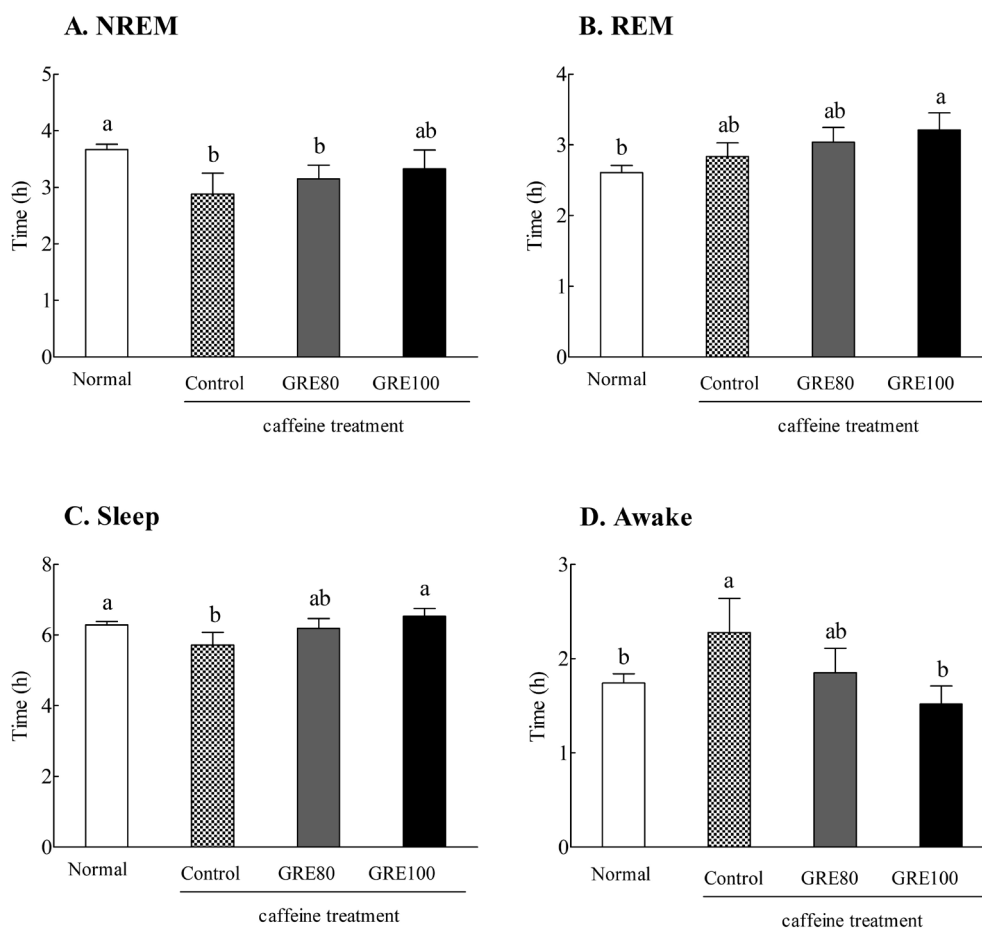 A. NREM
5
4
3
2
1
0
Time (h)
a
b
b
ab
Normal
Control
GRE80
GRE100
caffeine treatment
B. REM
4
3
2
1
0
Time (h)
b
ab
ab
a
Normal
Control
GRE80
GRE100
caffeine treatment
C. Sleep
8
6
4
2
0
Time (h)
a
b
ab
a
Normal
Control
GRE80
GRE100
caffeine treatment
D. Awake
3
2
1
0
Time (h)
b
a
ab
b
Normal
Control
GRE80
GRE100
caffeine treatment